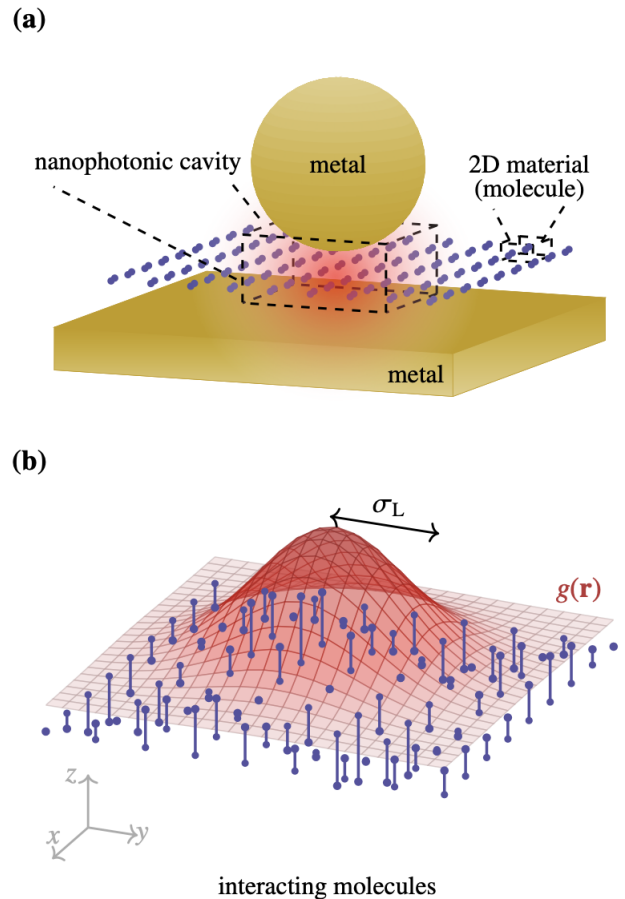 (a)
nanophotonic cavity
metal
2D material
(molecule)
metal
(b)
σL
g(r)
z
x
y
interacting molecules